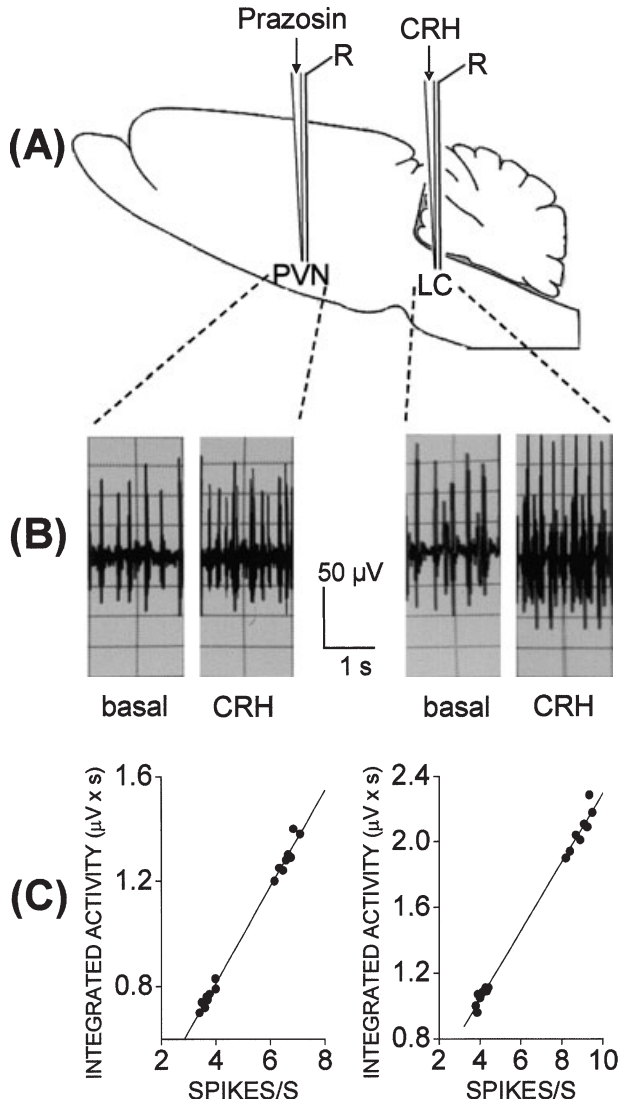 Prazosin CRH
R R
(A)
PVN LC
(B)
50 µV
1 s
basal CRH basal CRH
(C)
INTEGRATED ACTIVITY (µV x s)
1.6
1.2
0.8
2 4 6 8
SPIKES/S
INTEGRATED ACTIVITY (µV x s)
2.4
2.0
1.6
1.2
0.8
2 4 6 8 10
SPIKES/S